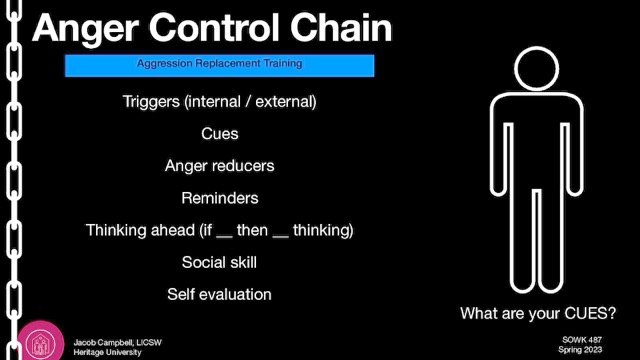 Anger Control Chain
Aggression Replacement Training
Triggers (internal / external)
Cues
Anger reducers
Reminders
Thinking ahead (if __ then __ thinking)
Social skill
Self evaluation
What are your CUES?
Jacob Campbell, LICSW
Heritage University
SOWK 487
Spring 2023